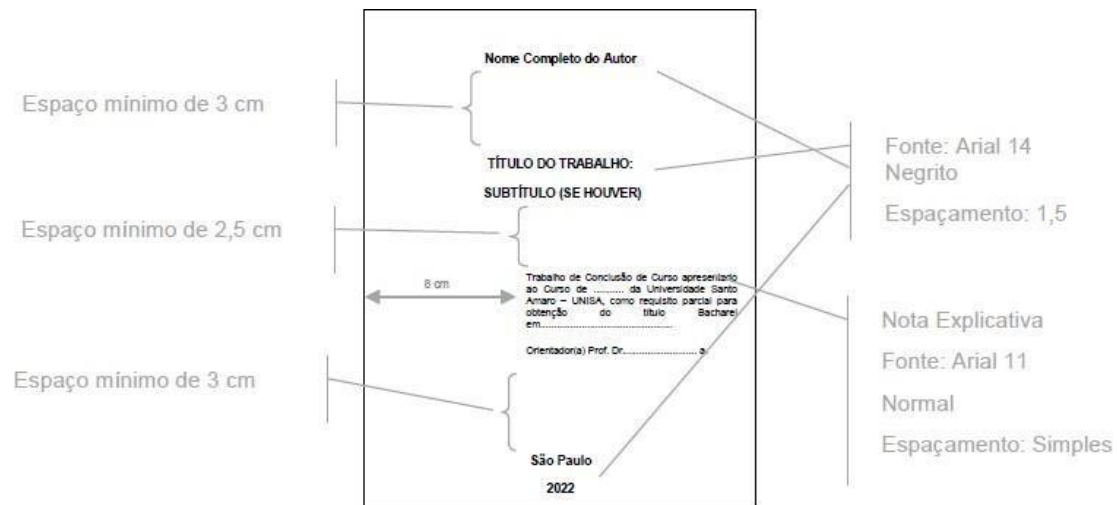 Nome Completo do Autor
Espaço mínimo de 3 cm
Fonte: Arial 14
Negrito
Espaçamento: 1,5
TÍTULO DO TRABALHO:
SUBTÍTULO (SE HOUVER)
Espaço mínimo de 2,5 cm
8 cm
Trabalho de Conclusão de Curso apresentado
ao Curso de .......... da Universidade Santo
Amaro – UNISA, como requisito parcial para
obtenção do título Bacharel
em............................................
Orientador(a) Prof. Dr......................... a.
Nota Explicativa
Fonte: Arial 11
Normal
Espaçamento: Simples
Espaço mínimo de 3 cm
São Paulo
2022